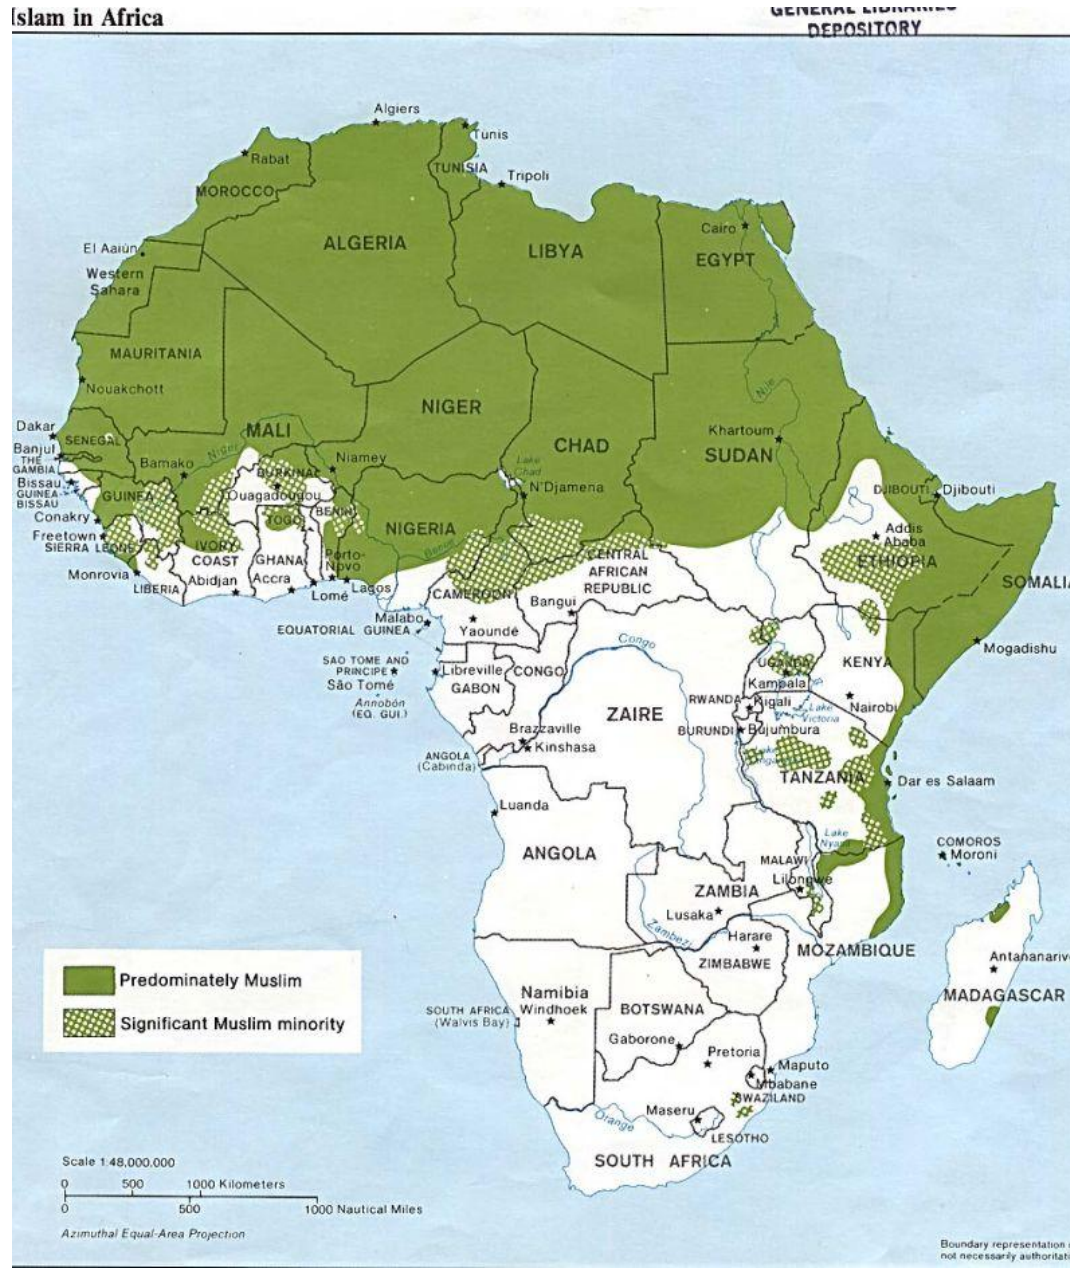 Islam in Africa
GENERAL LIBRARIES
DEPOSITORY
Algiers
Tunis
Rabat
TUNISIA
Tripoli
MOROCCO
Cairo
ALGERIA
LIBYA
EGYPT
El Aaiún
Western
Sahara
MAURITANIA
Nouakchott
Nile
NIGER
MALI
CHAD
Khartoum
SUDAN
Dakar
SENEGAL
Banjul
THE
GAMBIA
Niger
Bamako
Niamey
Lake
Chad
N'Djamena
Bissau
GUINEA-
BISSAU
GUINEA
BURKINA
Ouagadougou
BENIN
NIGERIA
DJIBOUTI
Djibouti
Conakry
Freetown
SIERRA LEONE
TOGO
Benue
Addis
Ababa
ETHIOPIA
IVORY
COAST
GHANA
Porto-
Novo
CENTRAL
AFRICAN
REPUBLIC
SOMALIA
Monrovia
LIBERIA
Abidjan
Accra
Lomé
Lagos
CAMEROON
Bangui
Malabo
EQUATORIAL GUINEA
Yaoundé
Congo
Mogadishu
SAO TOME AND
PRINCIPE
São Tomé
Libreville
GABON
CONGO
UGANDA
Kampala
KENYA
Annobón
(EQ. GUI.)
ZAIRE
RWANDA
Kigali
Lake
Victoria
Nairobi
BURUNDI
Bujumbura
Brazzaville
Kinshasa
ANGOLA
(Cabinda)
Lake
TANZANIA
Dar es Salaam
Luanda
Lake
Nyasa
COMOROS
Moroni
ANGOLA
MALAWI
Lilongwe
ZAMBIA
Lusaka
Zambezi
Harare
ZIMBABWE
MOZAMBIQUE
Antananarivo
MADAGASCAR
Predominately Muslim
Significant Muslim minority
Namibia
Windhoek
SOUTH AFRICA
(Walvis Bay)
BOTSWANA
Gaborone
Pretoria
Maputo
Mbabane
SWAZILAND
Maseru
Orange
LESOTHO
SOUTH AFRICA
Scale 1:48,000,000
0 500 1000 Kilometers
0 500 1000 Nautical Miles
Azimuthal Equal-Area Projection
Boundary representation
not necessarily